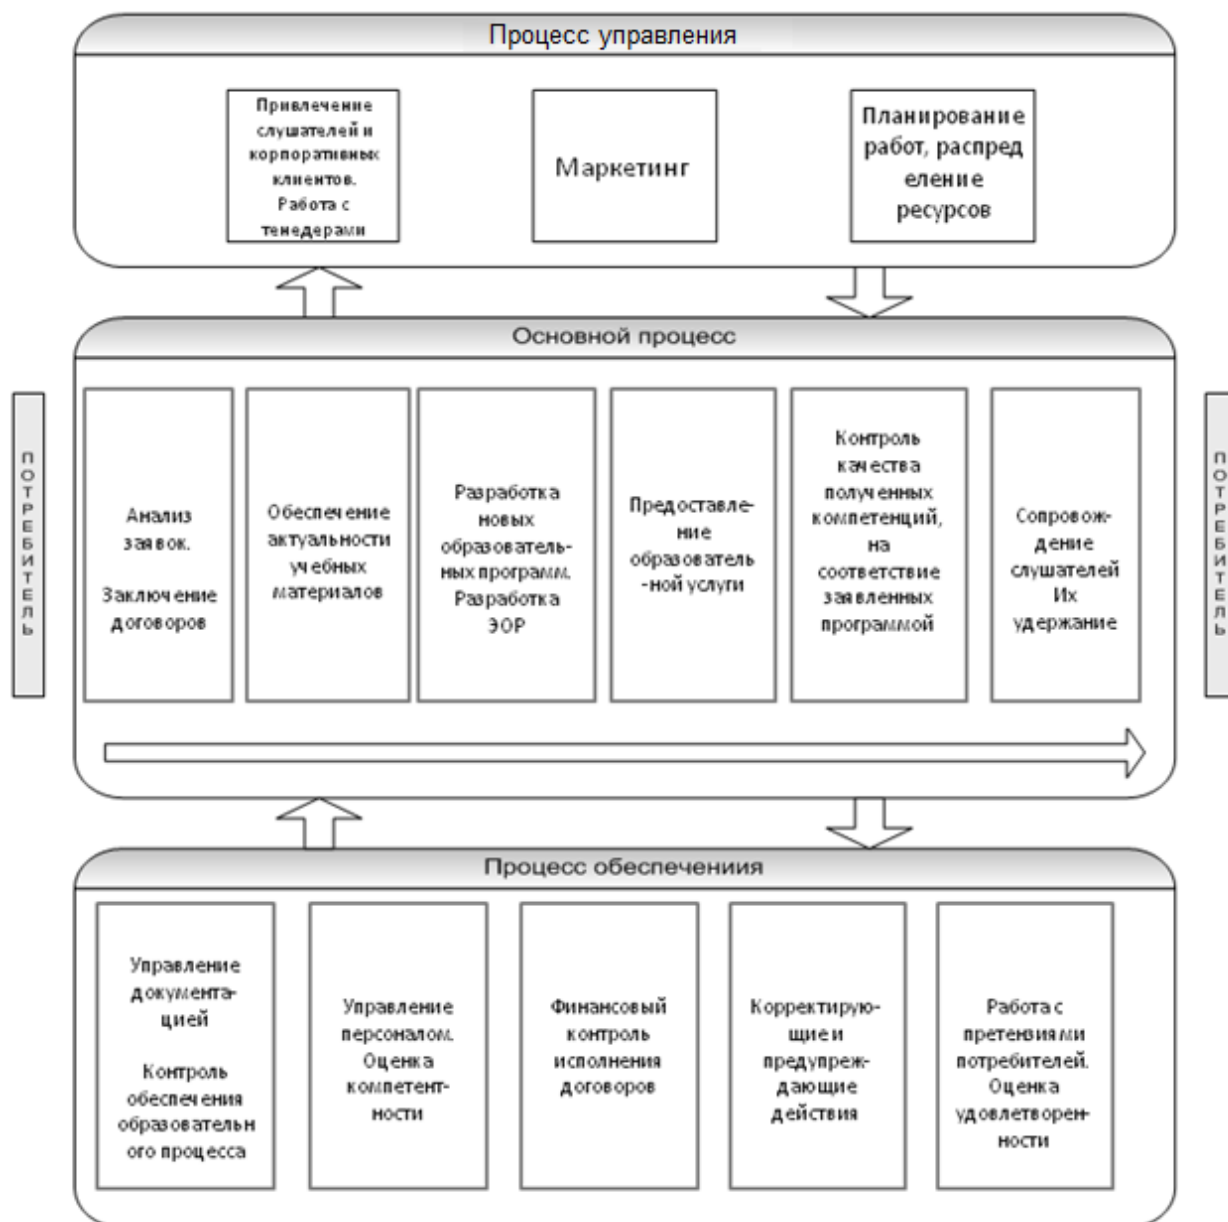 Процесс управления
Привлечение
слушателей и
корпоративных
клиентов.
Работа с
тенедерами
Маркетинг
Планирование
работ, распред
еление
ресурсов
Основной процесс
ПОТРЕБИТЕЛЬ
Анализ
заявок.
Заключение
договоров
Обеспечение
актуальности
учебных
материалов
Разработка
новых
образователь-
ных программ.
Разработка
ЭОР
Предоставле-
ние
образователь
-ной услуги
Контроль
качества
полученных
компетенций,
на
соответствие
заявленных
программой
Сопровож-
дение
слушателей
Их
удержание
ПОТРЕБИТЕЛЬ
Процесс обеспечениия
Управление
документа-
цией
Контроль
обеспечения
образовательн
ого процесса
Управление
персоналом.
Оценка
компетент-
ности
Финансовый
контроль
исполнения
договоров
Корректирую-
щие и
предупреж-
дающие
действия
Работа с
претензиями
потребителей.
Оценка
удовлетворен-
ности